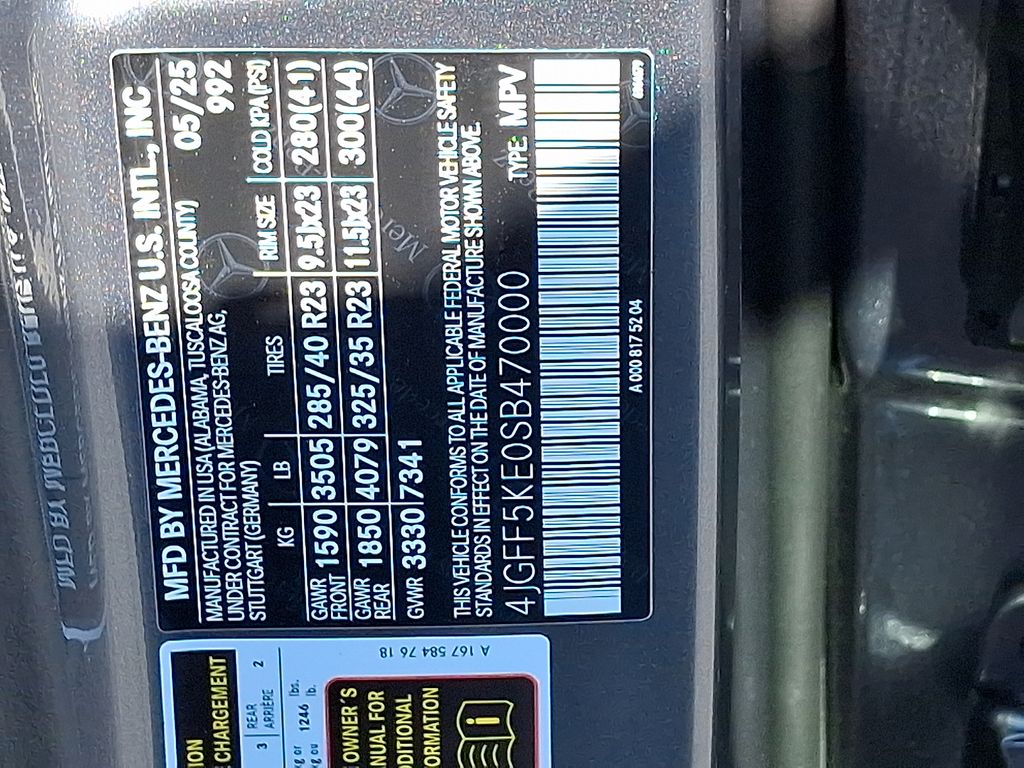 MFD BY MERCEDES-BENZ U.S. INTL., INC
MANUFACTURED IN USA (ALABAMA, TUSCALOOSA COUNTY) 05/25
UNDER CONTRACT FOR MERCEDES-BENZ AG, 992
STUTTGART (GERMANY)
KG LB TIRES RIM SIZE COLD KPA (PSI)
GAWR FRONT 1590 3505 285/40 R23 9.5Jx23 280(41)
GAWR REAR 1850 4079 325/35 R23 11.5Jx23 300(44)
GVWR 3330 7341
THIS VEHICLE CONFORMS TO ALL APPLICABLE FEDERAL MOTOR VEHICLE SAFETY
STANDARDS IN EFFECT ON THE DATE OF MANUFACTURE SHOWN ABOVE.
4JGFF5KE0SB470000 TYPE: MPV
A 000 817 52 04
A 167 584 76 18
CHARGEMENT
3 REAR 2
ARRIÈRE
kg or 1246 lbs.
kg ou lb.
OWNER'S
FOR
i